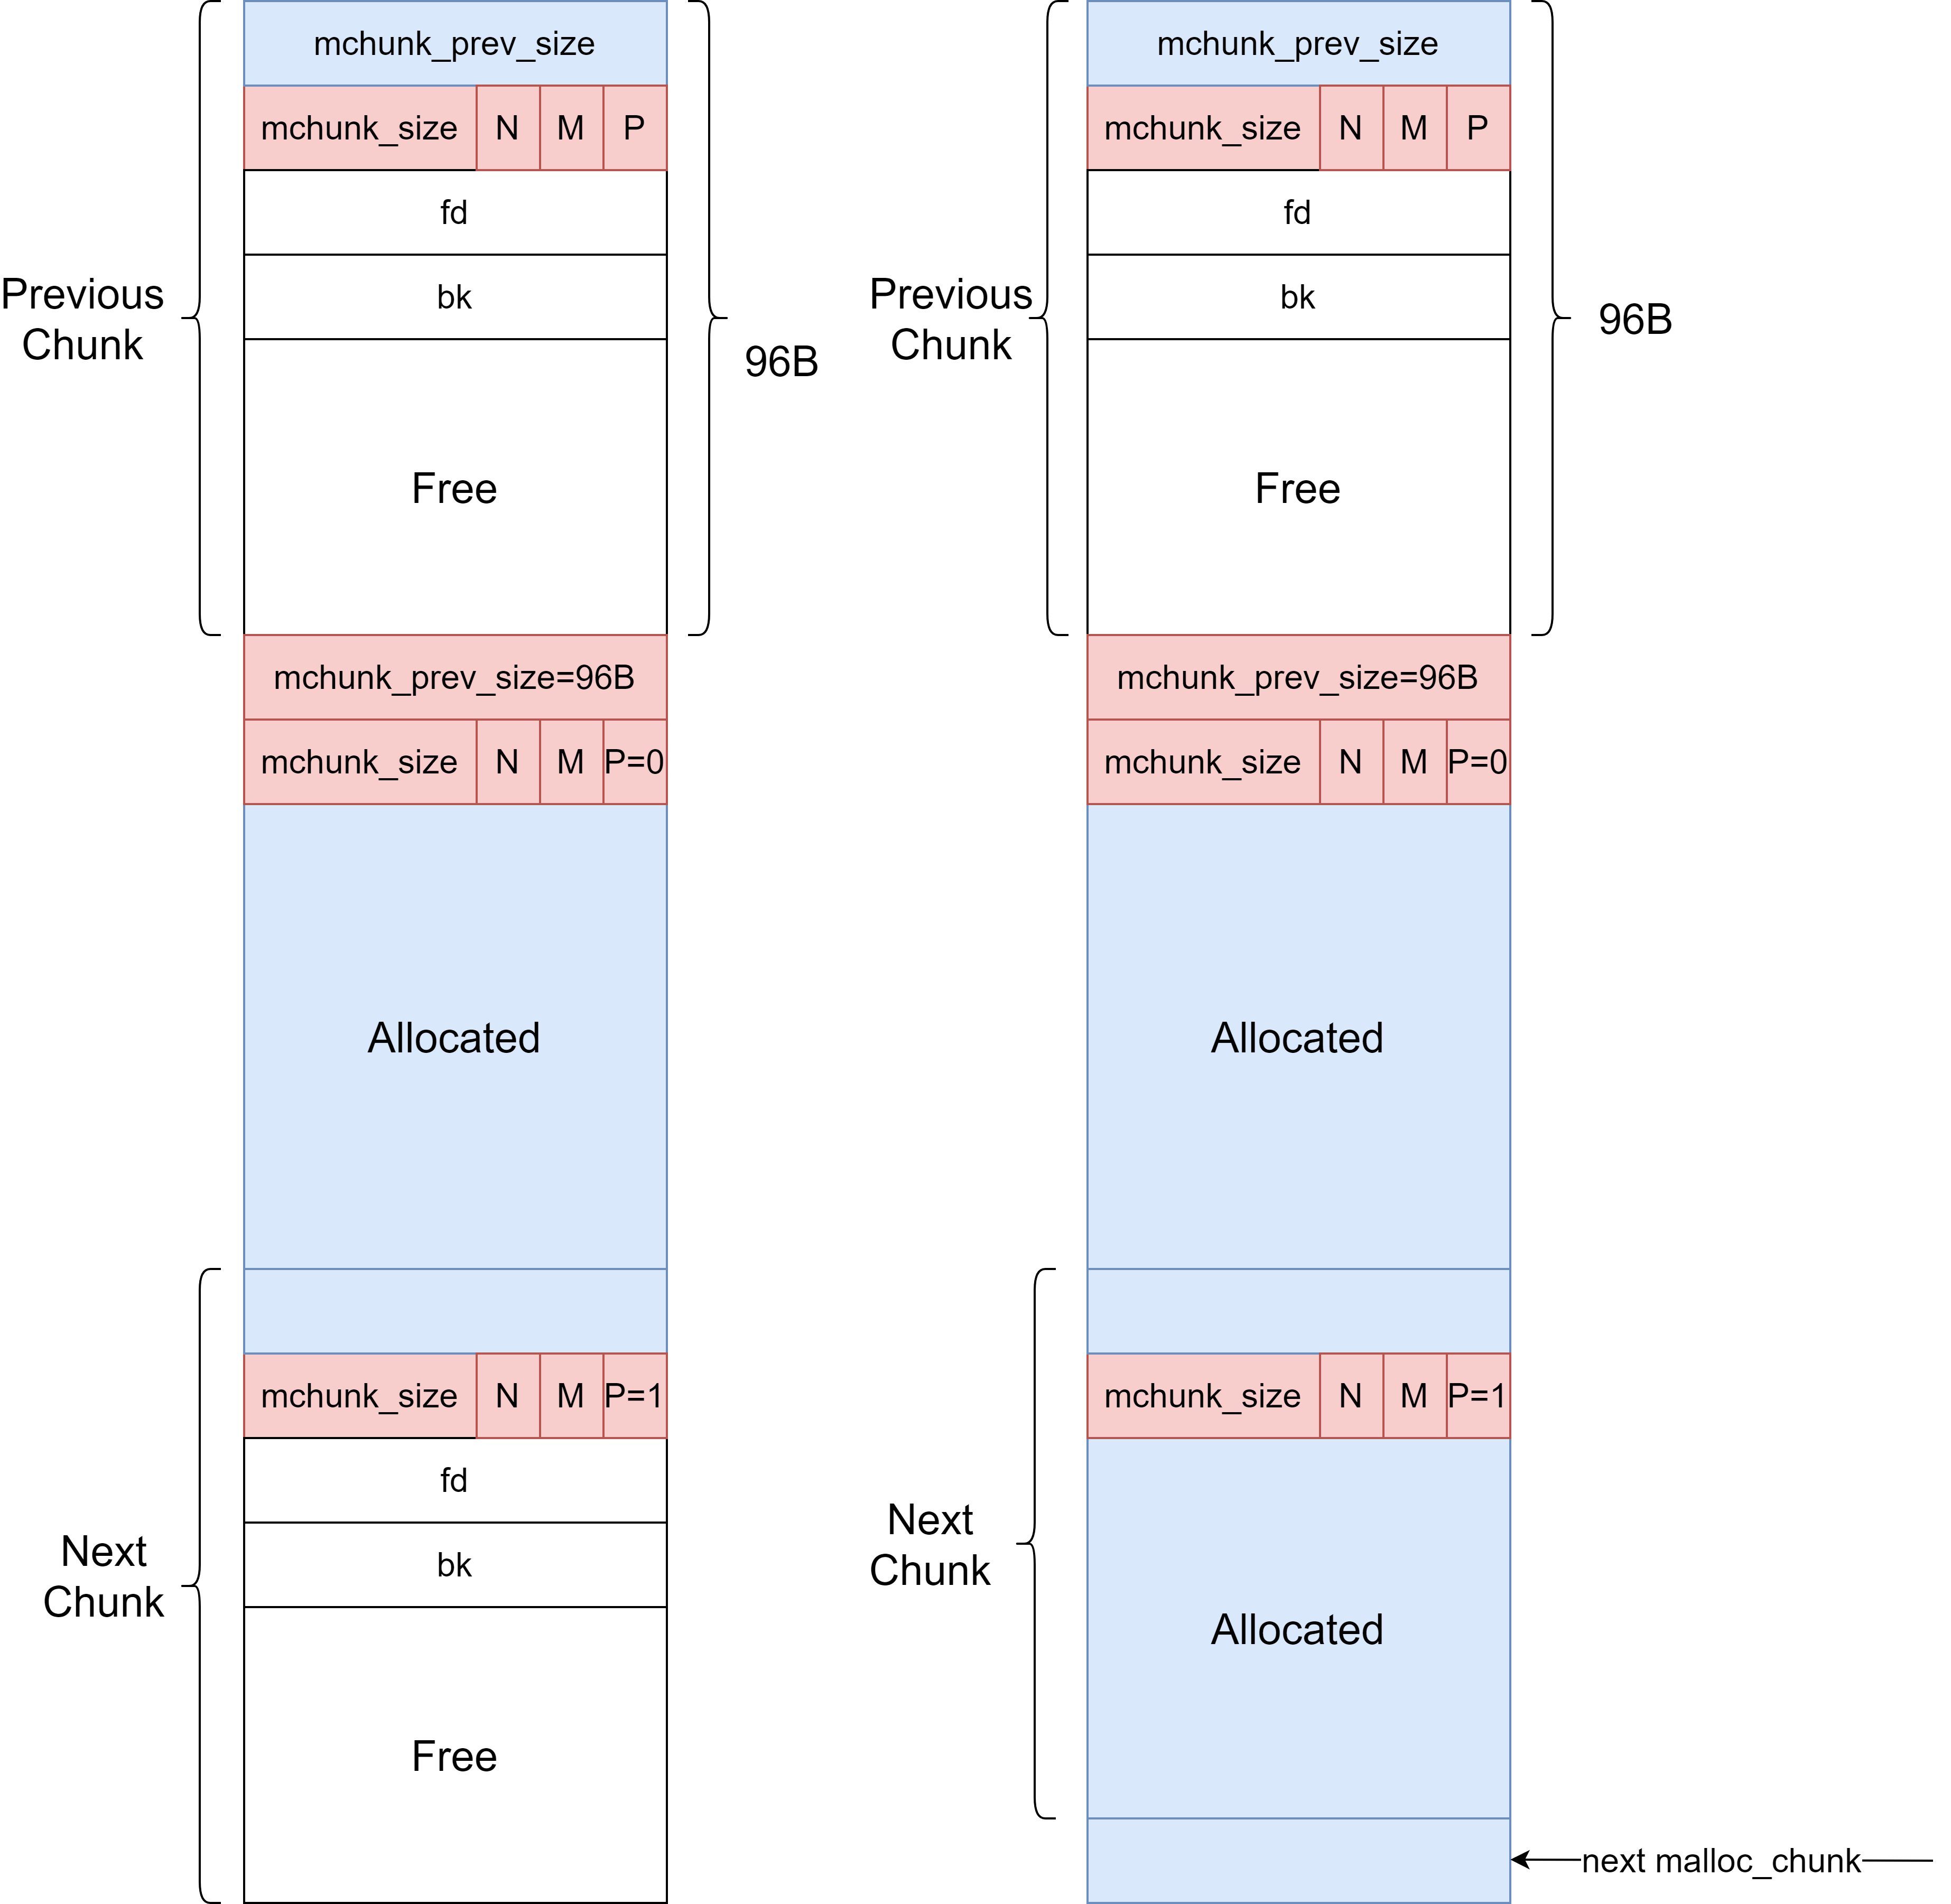 mchunk_prev_size
mchunk_size N M P
fd
bk
Previous
Chunk
96B
Free
mchunk_prev_size=96B
mchunk_size N M P=0
Allocated
mchunk_size N M P=1
fd
bk
Next
Chunk
Free
mchunk_prev_size
mchunk_size N M P
fd
bk
Previous
Chunk
96B
Free
mchunk_prev_size=96B
mchunk_size N M P=0
Allocated
mchunk_size N M P=1
Next
Chunk
Allocated
next malloc_chunk